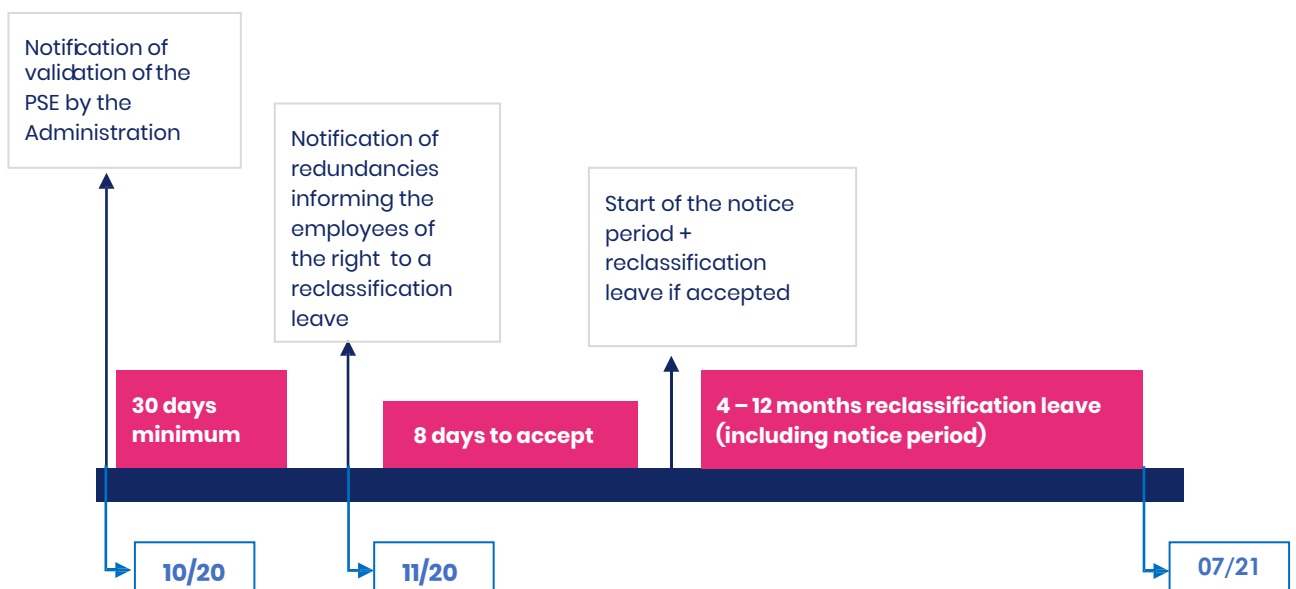 Notification of
validation of the
PSE by the
Administration
Notification of
redundancies
informing the
employees of
the right to a
reclassification
leave
Start of the notice
period +
reclassification
leave if accepted
30 days
minimum
8 days to accept
4 – 12 months reclassification leave
(including notice period)
10/20
11/20
07/21